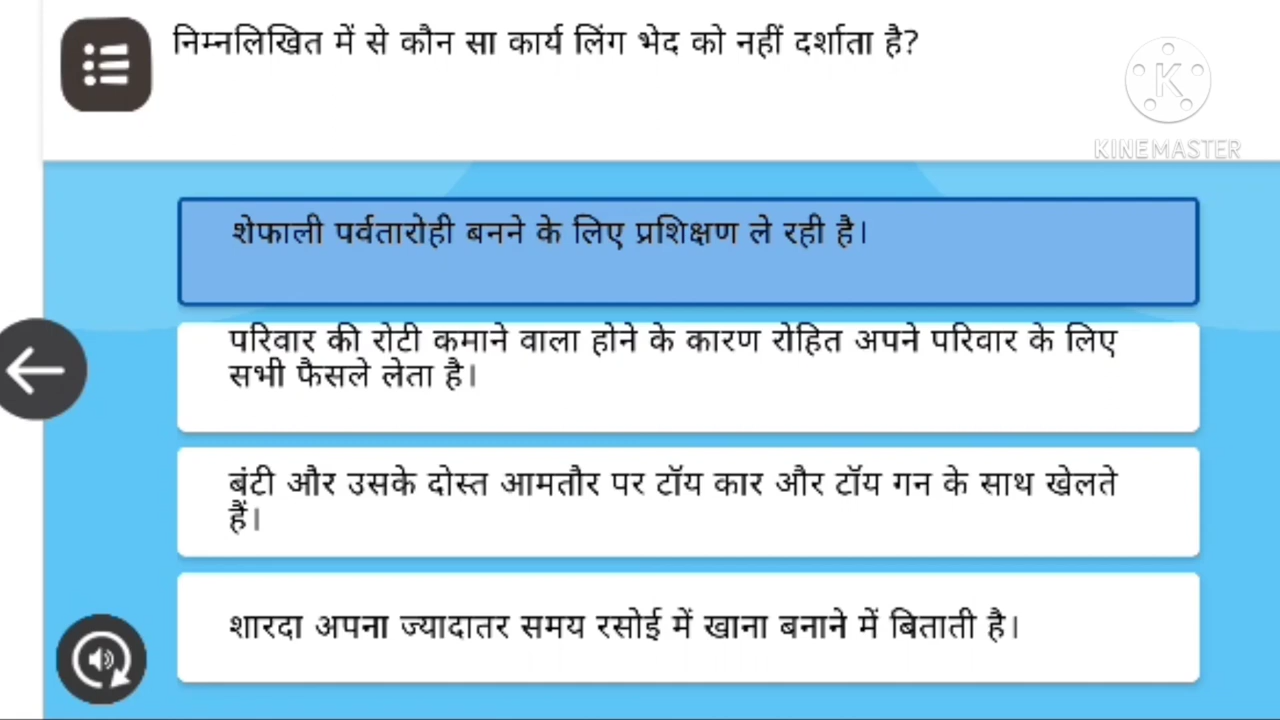 निम्नलिखित में से कौन सा कार्य लिंग भेद को नहीं दर्शाता है?
K
KINEMASTER
शेफाली पर्वतारोही बनने के लिए प्रशिक्षण ले रही है।
परिवार की रोटी कमाने वाला होने के कारण रोहित अपने परिवार के लिए
सभी फैसले लेता है।
बंटी और उसके दोस्त आमतौर पर टॉय कार और टॉय गन के साथ खेलते
हैं।
शारदा अपना ज्यादातर समय रसोई में खाना बनाने में बिताती है।